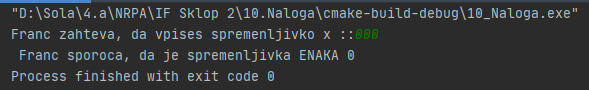 "D:\Sola\4.a\NRPA\IF Sklop 2\10.Naloga\cmake-build-debug\10_Naloga.exe"
Franc zahteva, da vpises spremenljivko x ::000
Franc sporoca, da je spremenljivka ENAKA 0
Process finished with exit code 0